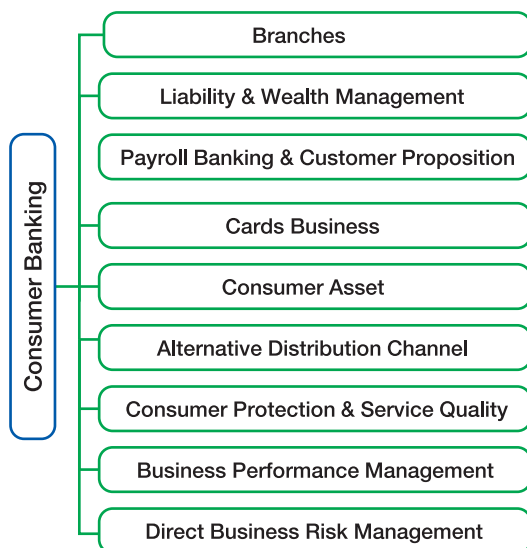 Consumer Banking
Branches
Liability & Wealth Management
Payroll Banking & Customer Proposition
Cards Business
Consumer Asset
Alternative Distribution Channel
Consumer Protection & Service Quality
Business Performance Management
Direct Business Risk Management